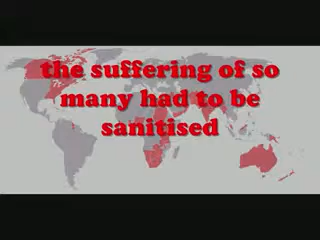 the suffering of so
many had to be
sanitised